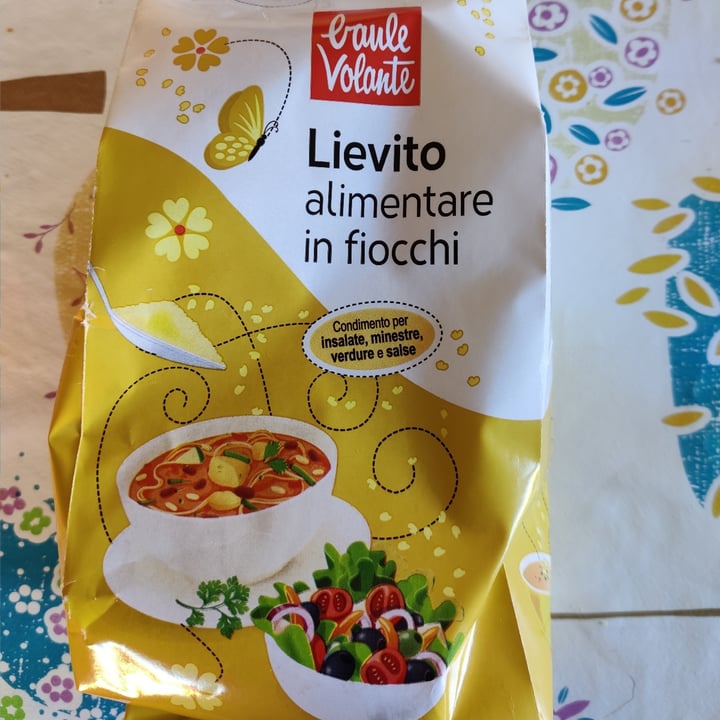 baule
volante
Lievito
alimentare
in fiocchi
Condimento per
insalate, minestre,
verdure e salse